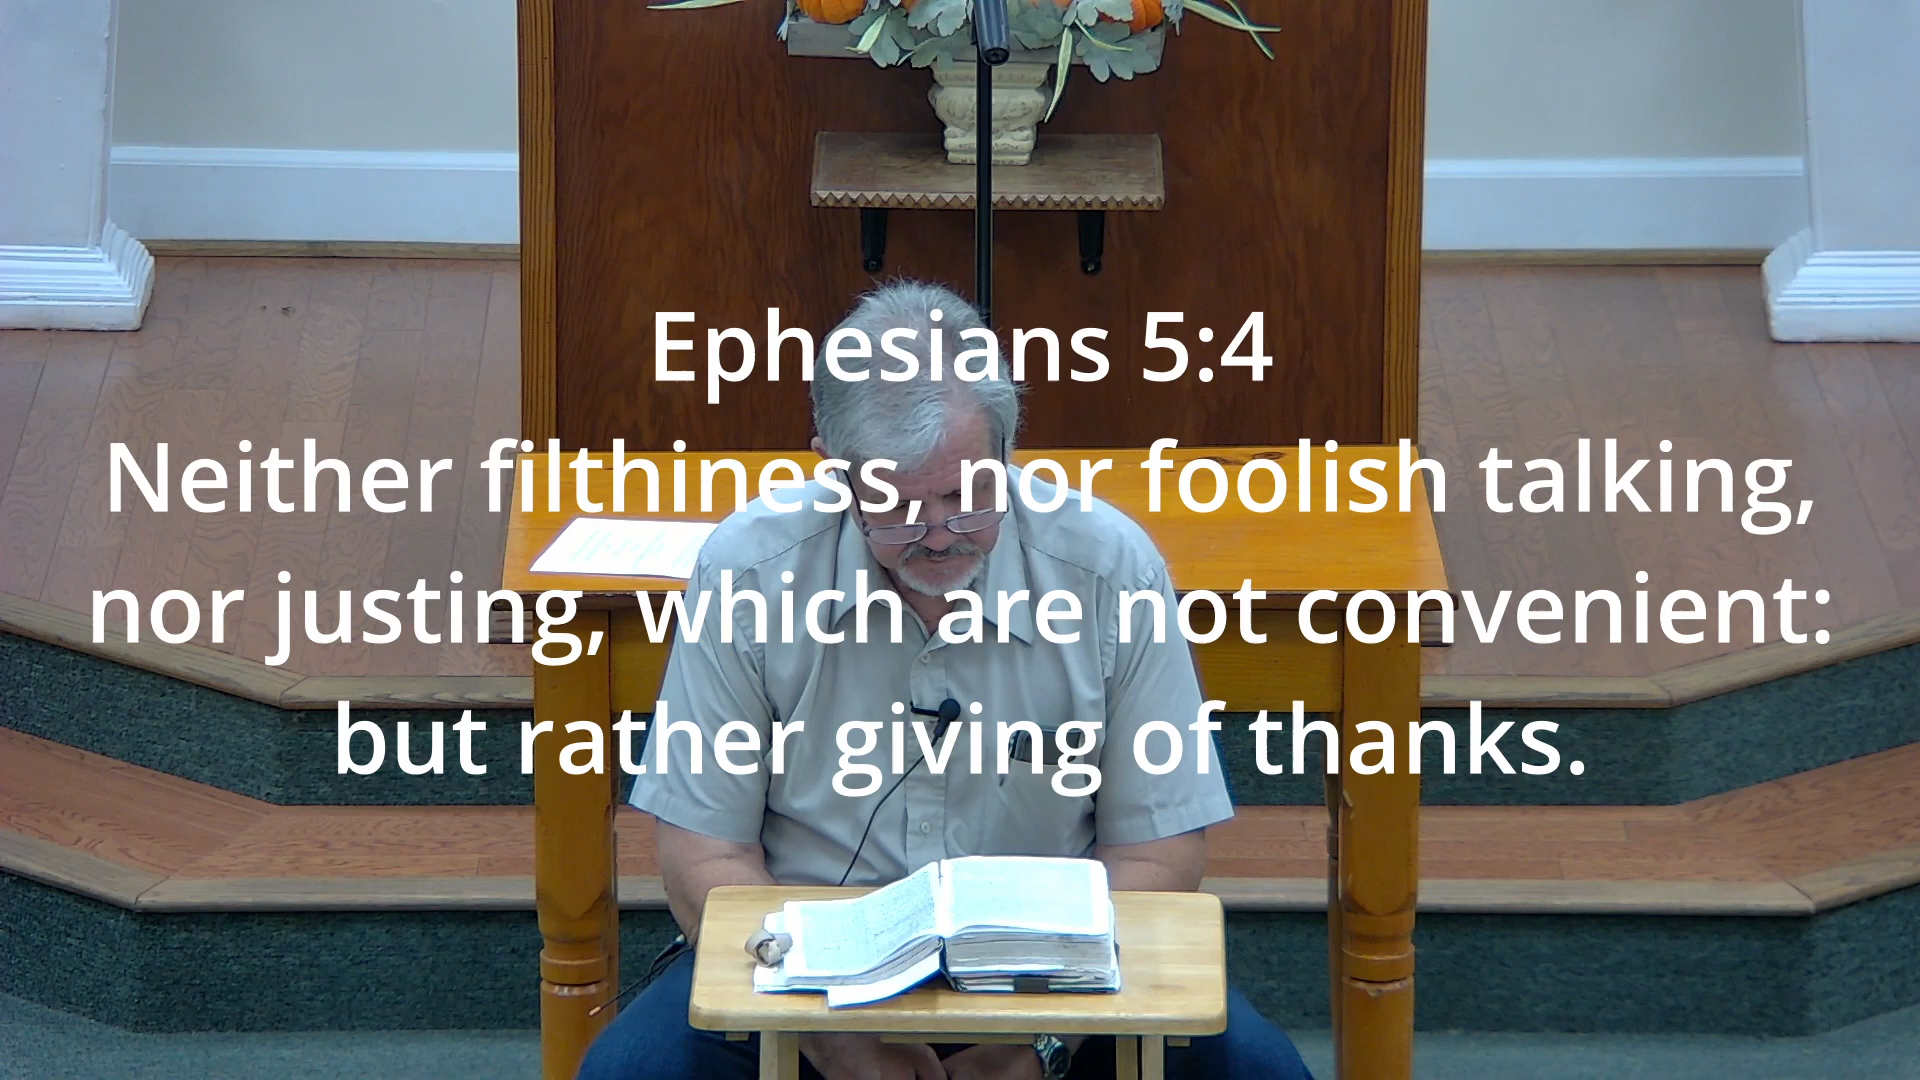 Ephesians 5:4
Neither filthiness, nor foolish talking,
nor justing, which are not convenient:
but rather giving of thanks.